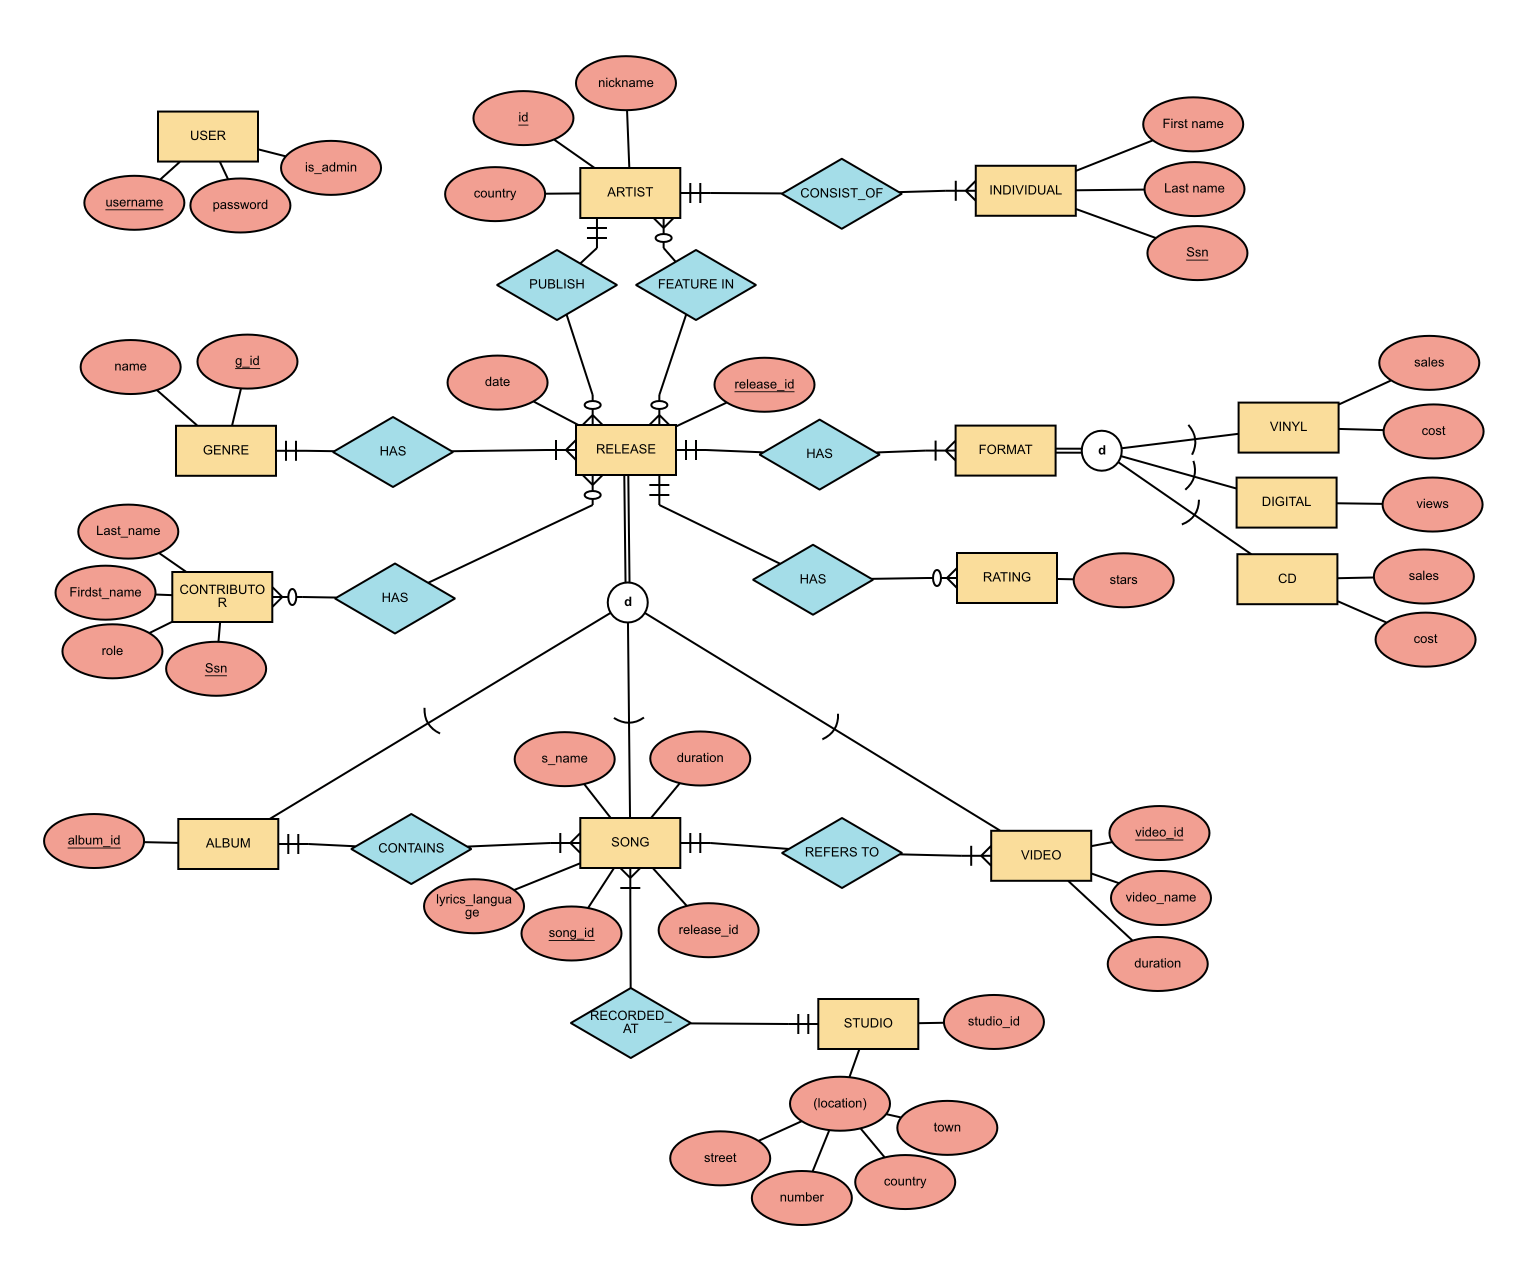 nickname
id
First name
USER
is_admin
country
ARTIST
CONSIST_OF
INDIVIDUAL
Last name
username
password
Ssn
PUBLISH
FEATURE IN
name
g_id
date
release_id
sales
GENRE
HAS
RELEASE
HAS
FORMAT
d
VINYL
cost
DIGITAL
views
Last_name
Firdst_name
CONTRIBUTO
R
HAS
d
HAS
RATING
stars
CD
sales
role
Ssn
cost
s_name
duration
album_id
ALBUM
CONTAINS
SONG
REFERS TO
VIDEO
video_id
lyrics_langua
ge
song_id
release_id
video_name
duration
RECORDED_
AT
STUDIO
studio_id
(location)
town
street
number
country